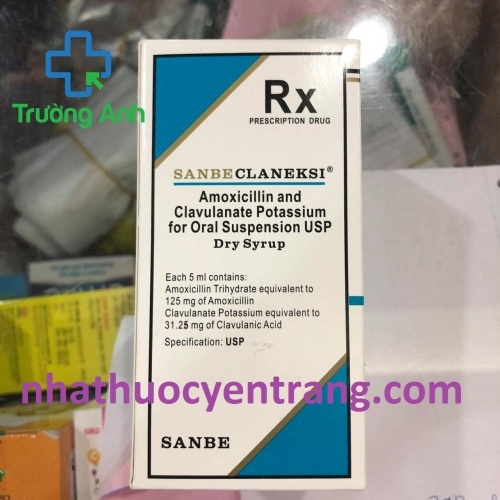 Trường Anh
Rx
PRESCRIPTION DRUG
SANBECLANEKSI®
Amoxicillin and
Clavulanate Potassium
for Oral Suspension USP
Dry Syrup
Each 5 ml contains:
Amoxicillin Trihydrate equivalent to
125 mg of Amoxicillin
Clavulanate Potassium equivalent to
31.25 mg of Clavulanic Acid
Specification: USP
nhathuocyentrang.com
SANBE